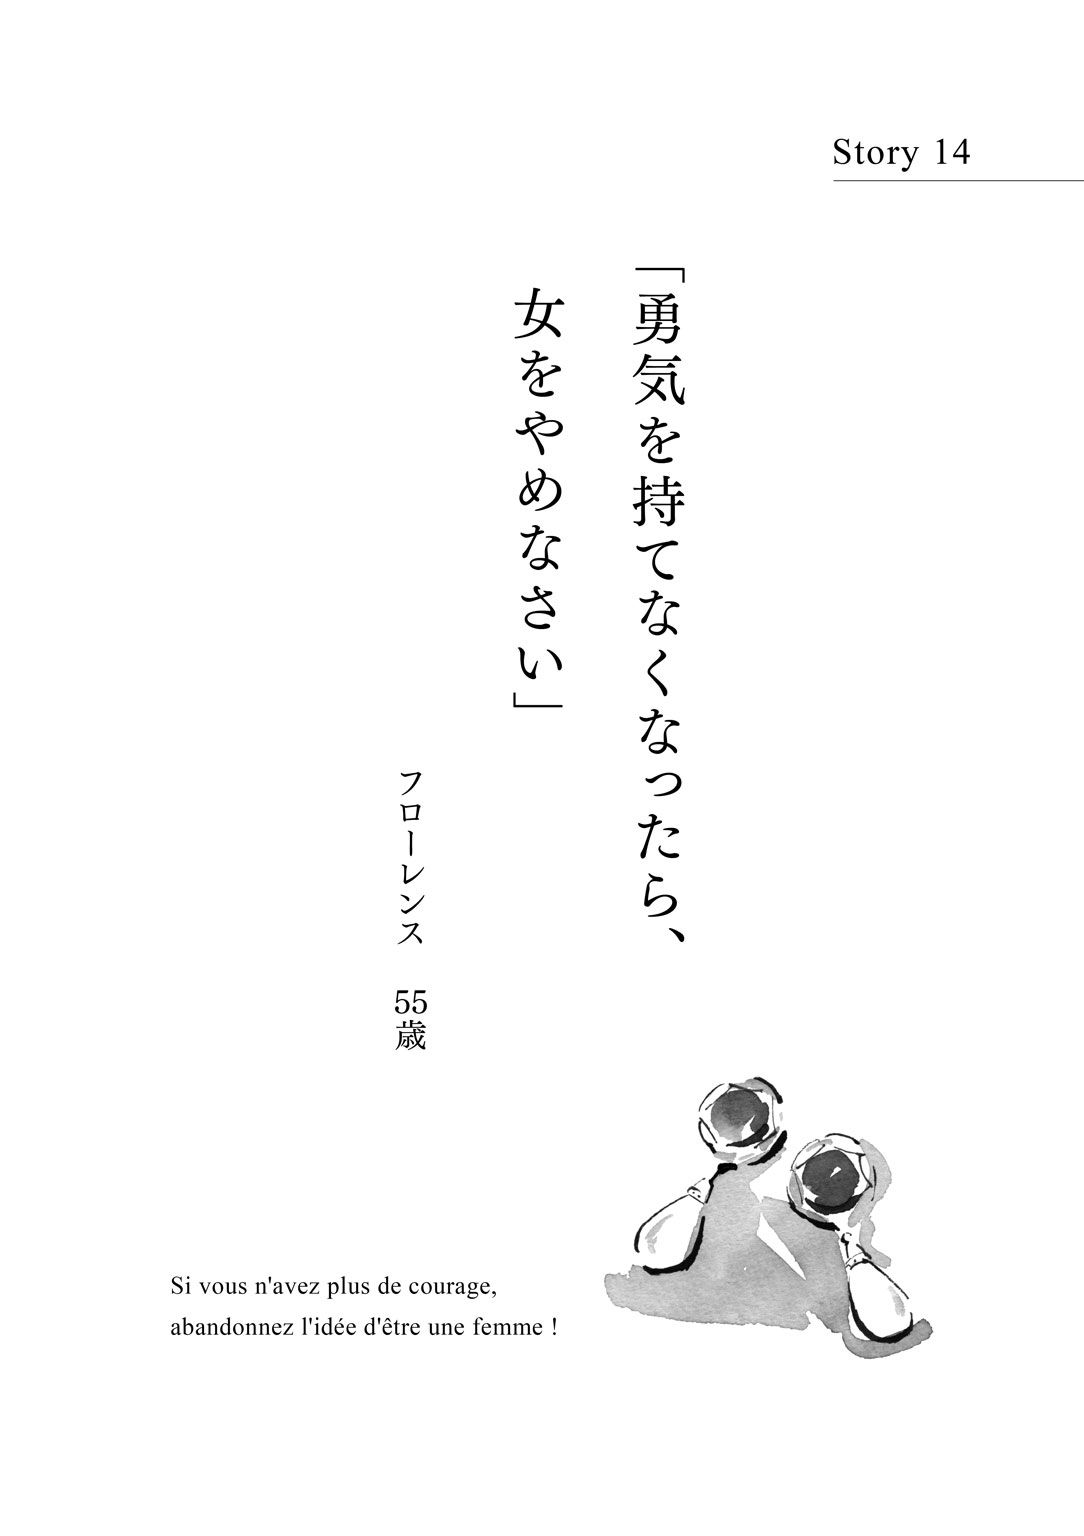 Story 14
「勇気を持てなくなったら、
女をやめなさい」
フローレンス 55歳
Si vous n'avez plus de courage,
abandonnez l'idée d'être une femme !